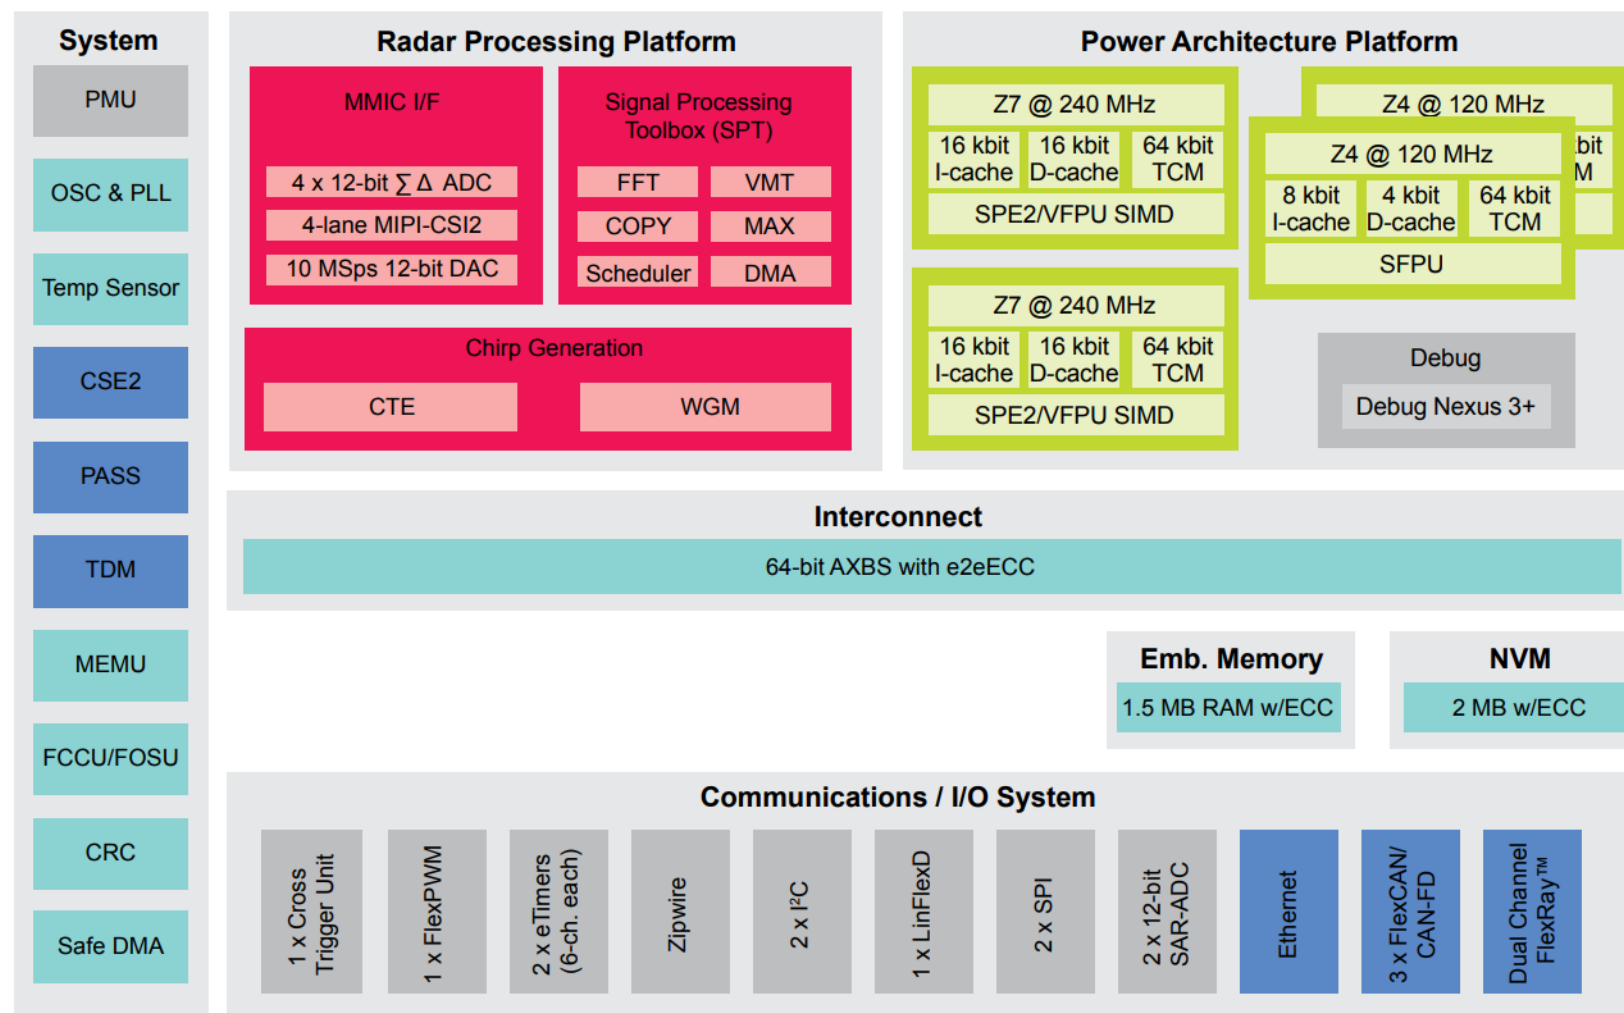 System
PMU
OSC & PLL
Temp Sensor
CSE2
PASS
TDM
MEMU
FCCU/FOSU
CRC
Safe DMA
Radar Processing Platform
MMIC I/F
4 x 12-bit ∑ Δ ADC
4-lane MIPI-CSI2
10 MSps 12-bit DAC
Signal Processing
Toolbox (SPT)
FFT VMT
COPY MAX
Scheduler DMA
Chirp Generation
CTE WGM
Power Architecture Platform
Z7 @ 240 MHz
16 kbit 16 kbit 64 kbit
I-cache D-cache TCM
SPE2/VFPU SIMD
Z7 @ 240 MHz
16 kbit 16 kbit 64 kbit
I-cache D-cache TCM
SPE2/VFPU SIMD
Z4 @ 120 MHz
bit
M
Z4 @ 120 MHz
8 kbit 4 kbit 64 kbit
I-cache D-cache TCM
SFPU
Debug
Debug Nexus 3+
Interconnect
64-bit AXBS with e2eECC
Emb. Memory
1.5 MB RAM w/ECC
NVM
2 MB w/ECC
Communications / I/O System
1 x Cross
Trigger Unit
1 x FlexPWM
2 x eTimers
(6-ch. each)
Zipwire
2 x I²C
1 x LinFlexD
2 x SPI
2 x 12-bit
SAR-ADC
Ethernet
3 x FlexCAN/
CAN-FD
Dual Channel
FlexRay™